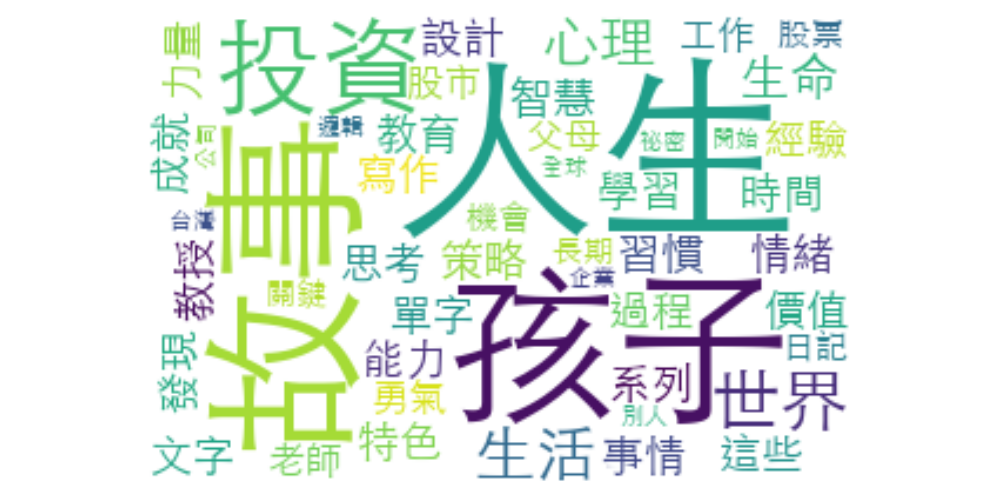 力量
投資
設計
心理
工作
股票
股市
智慧
生命
人生
成就
公司
邏輯
教育
父母
祕密
開始
經驗
故事
寫作
全球
學習
時間
台灣
機會
教授
思考
策略
長期
習慣
情緒
關鍵
企業
孩子
單字
過程
價值
發現
能力
日記
勇氣
系列
世界
別人
文字
老師
特色
生活
事情
這些